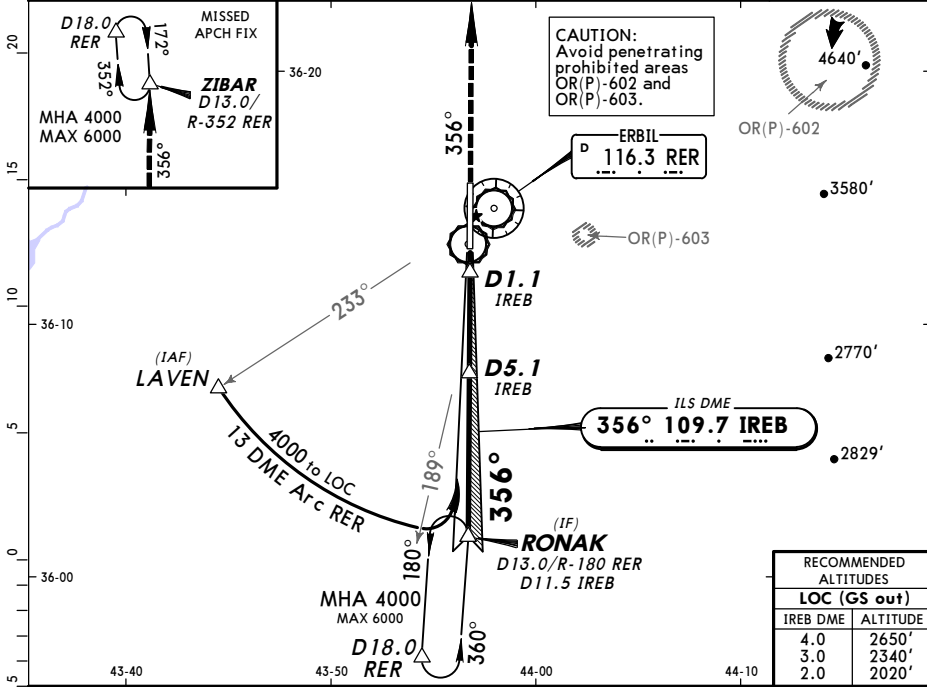 D18.0
RER
172°
352°
MISSED
APCH FIX
ZIBAR
D13.0/
R-352 RER
MHA 4000
MAX 6000
356°
20
15
10
5
0
5
36-20
36-10
36-00
43-40
43-50
44-00
44-10
356°
CAUTION:
Avoid penetrating
prohibited areas
OR(P)-602 and
OR(P)-603.
4640'
OR(P)-602
ERBIL
D 116.3 RER
.-. . .-.
3580'
OR(P)-603
D1.1
IREB
233°
(IAF)
LAVEN
D5.1
IREB
2770'
ILS DME
356° 109.7 IREB
.. .-. . -...
2829'
4000 to LOC
13 DME Arc RER
189°
356°
(IF)
RONAK
D13.0/R-180 RER
D11.5 IREB
180°
MHA 4000
MAX 6000
D18.0
RER
360°
RECOMMENDED
ALTITUDES
LOC (GS out)
IREB DME ALTITUDE
4.0 2650'
3.0 2340'
2.0 2020'